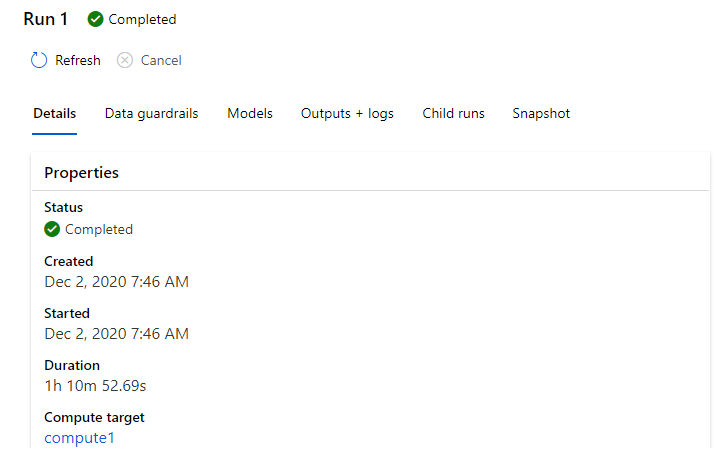 Run 1 Completed
Refresh Cancel
Details Data guardrails Models Outputs + logs Child runs Snapshot
Properties
Status
Completed
Created
Dec 2, 2020 7:46 AM
Started
Dec 2, 2020 7:46 AM
Duration
1h 10m 52.69s
Compute target
compute1